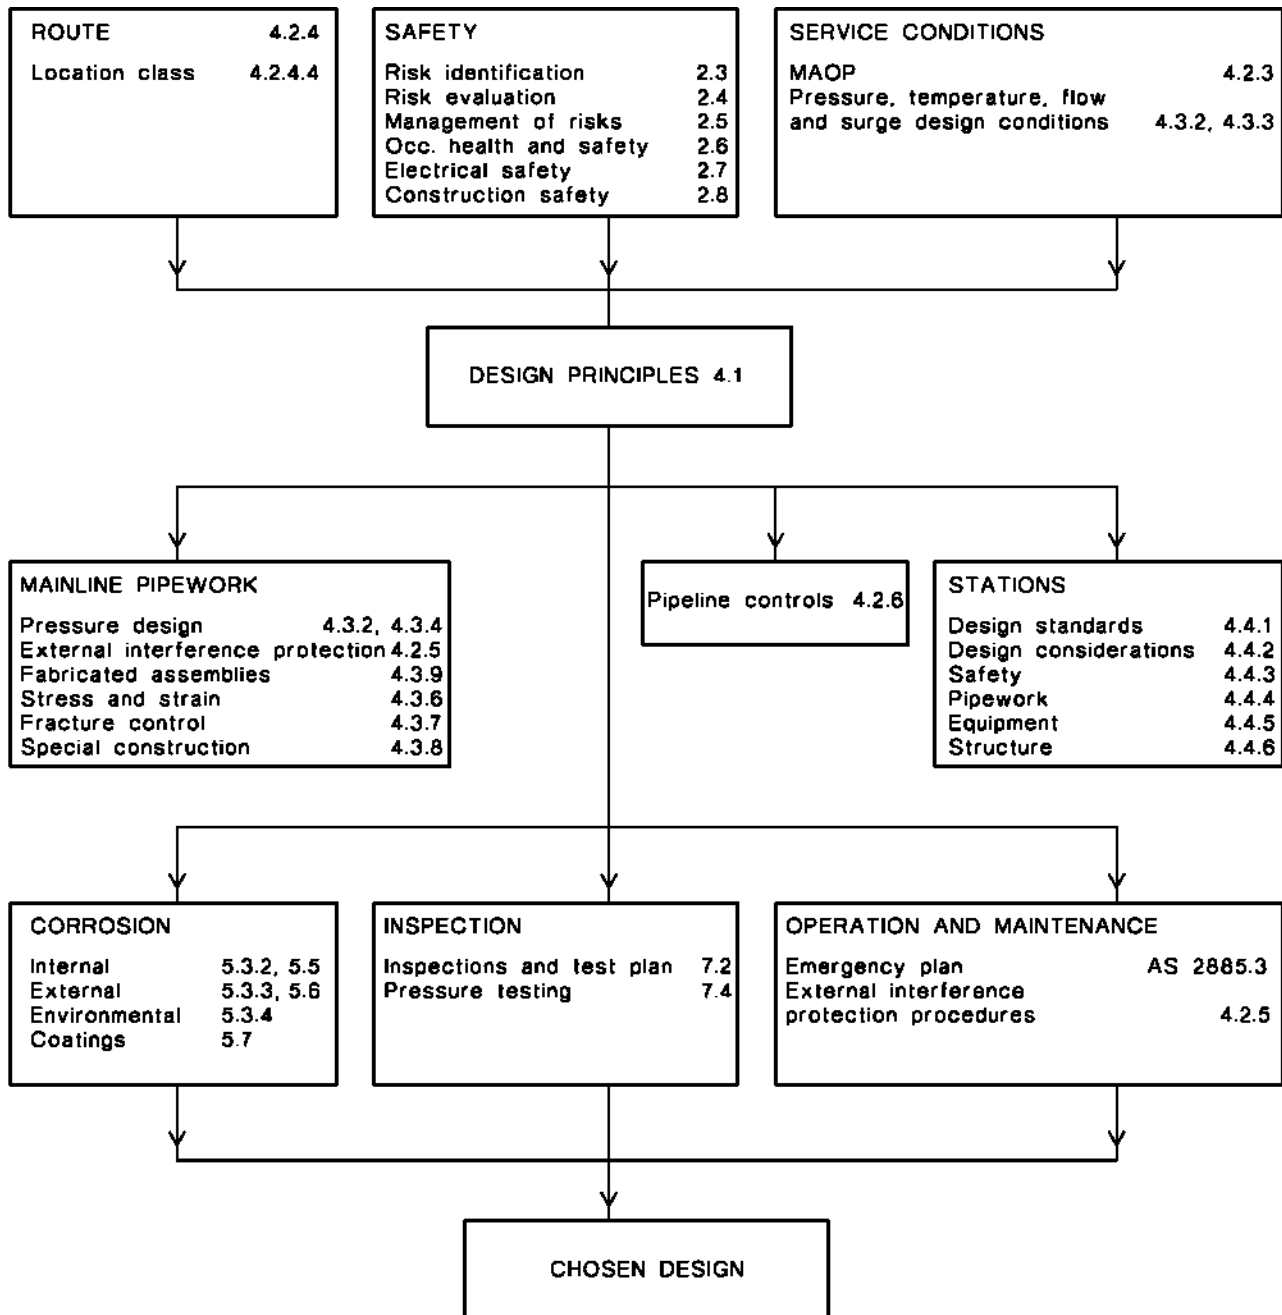 ROUTE 4.2.4
Location class 4.2.4.4
SAFETY
Risk identification 2.3
Risk evaluation 2.4
Management of risks 2.5
Occ. health and safety 2.6
Electrical safety 2.7
Construction safety 2.8
SERVICE CONDITIONS
MAOP 4.2.3
Pressure, temperature, flow
and surge design conditions 4.3.2, 4.3.3
DESIGN PRINCIPLES 4.1
MAINLINE PIPEWORK
Pressure design 4.3.2, 4.3.4
External interference protection 4.2.5
Fabricated assemblies 4.3.9
Stress and strain 4.3.6
Fracture control 4.3.7
Special construction 4.3.8
Pipeline controls 4.2.6
STATIONS
Design standards 4.4.1
Design considerations 4.4.2
Safety 4.4.3
Pipework 4.4.4
Equipment 4.4.5
Structure 4.4.6
CORROSION
Internal 5.3.2, 5.5
External 5.3.3, 5.6
Environmental 5.3.4
Coatings 5.7
INSPECTION
Inspections and test plan 7.2
Pressure testing 7.4
OPERATION AND MAINTENANCE
Emergency plan AS 2885.3
External interference
protection procedures 4.2.5
CHOSEN DESIGN